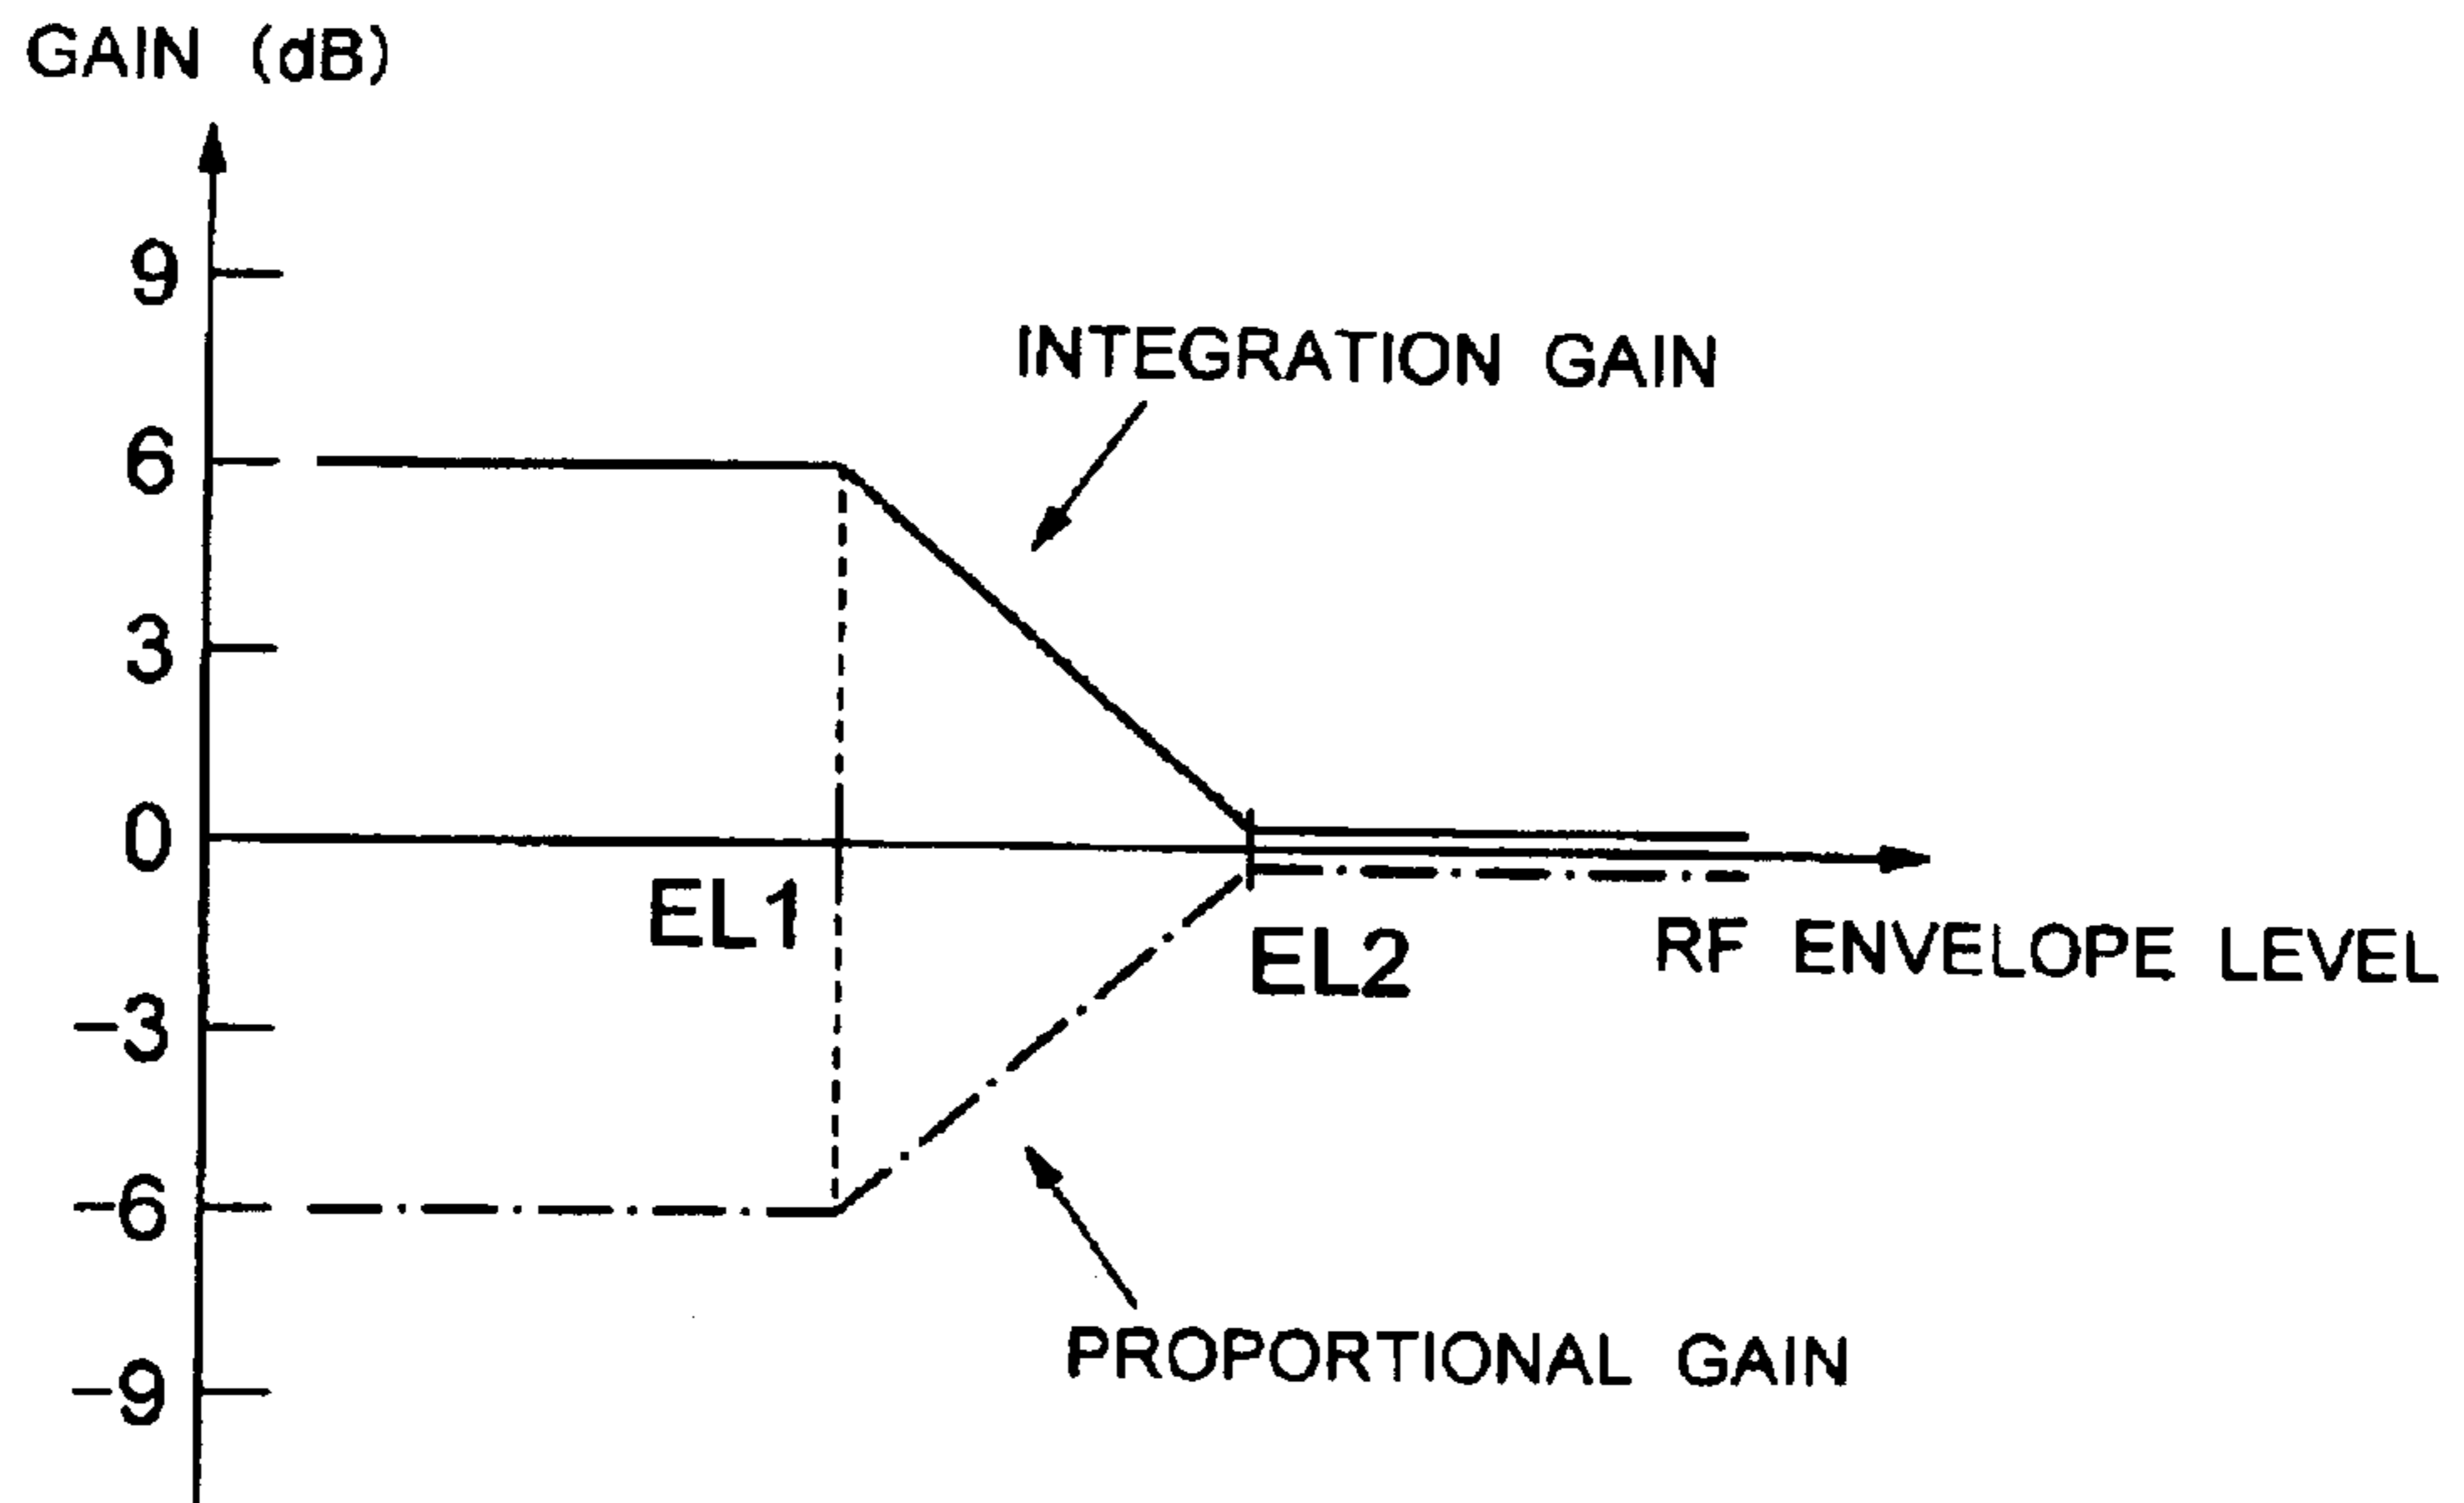 GAIN (dB)
9
INTEGRATION GAIN
6
3
0
EL1
EL2
RF ENVELOPE LEVEL
-3
-6
PROPORTIONAL GAIN
-9